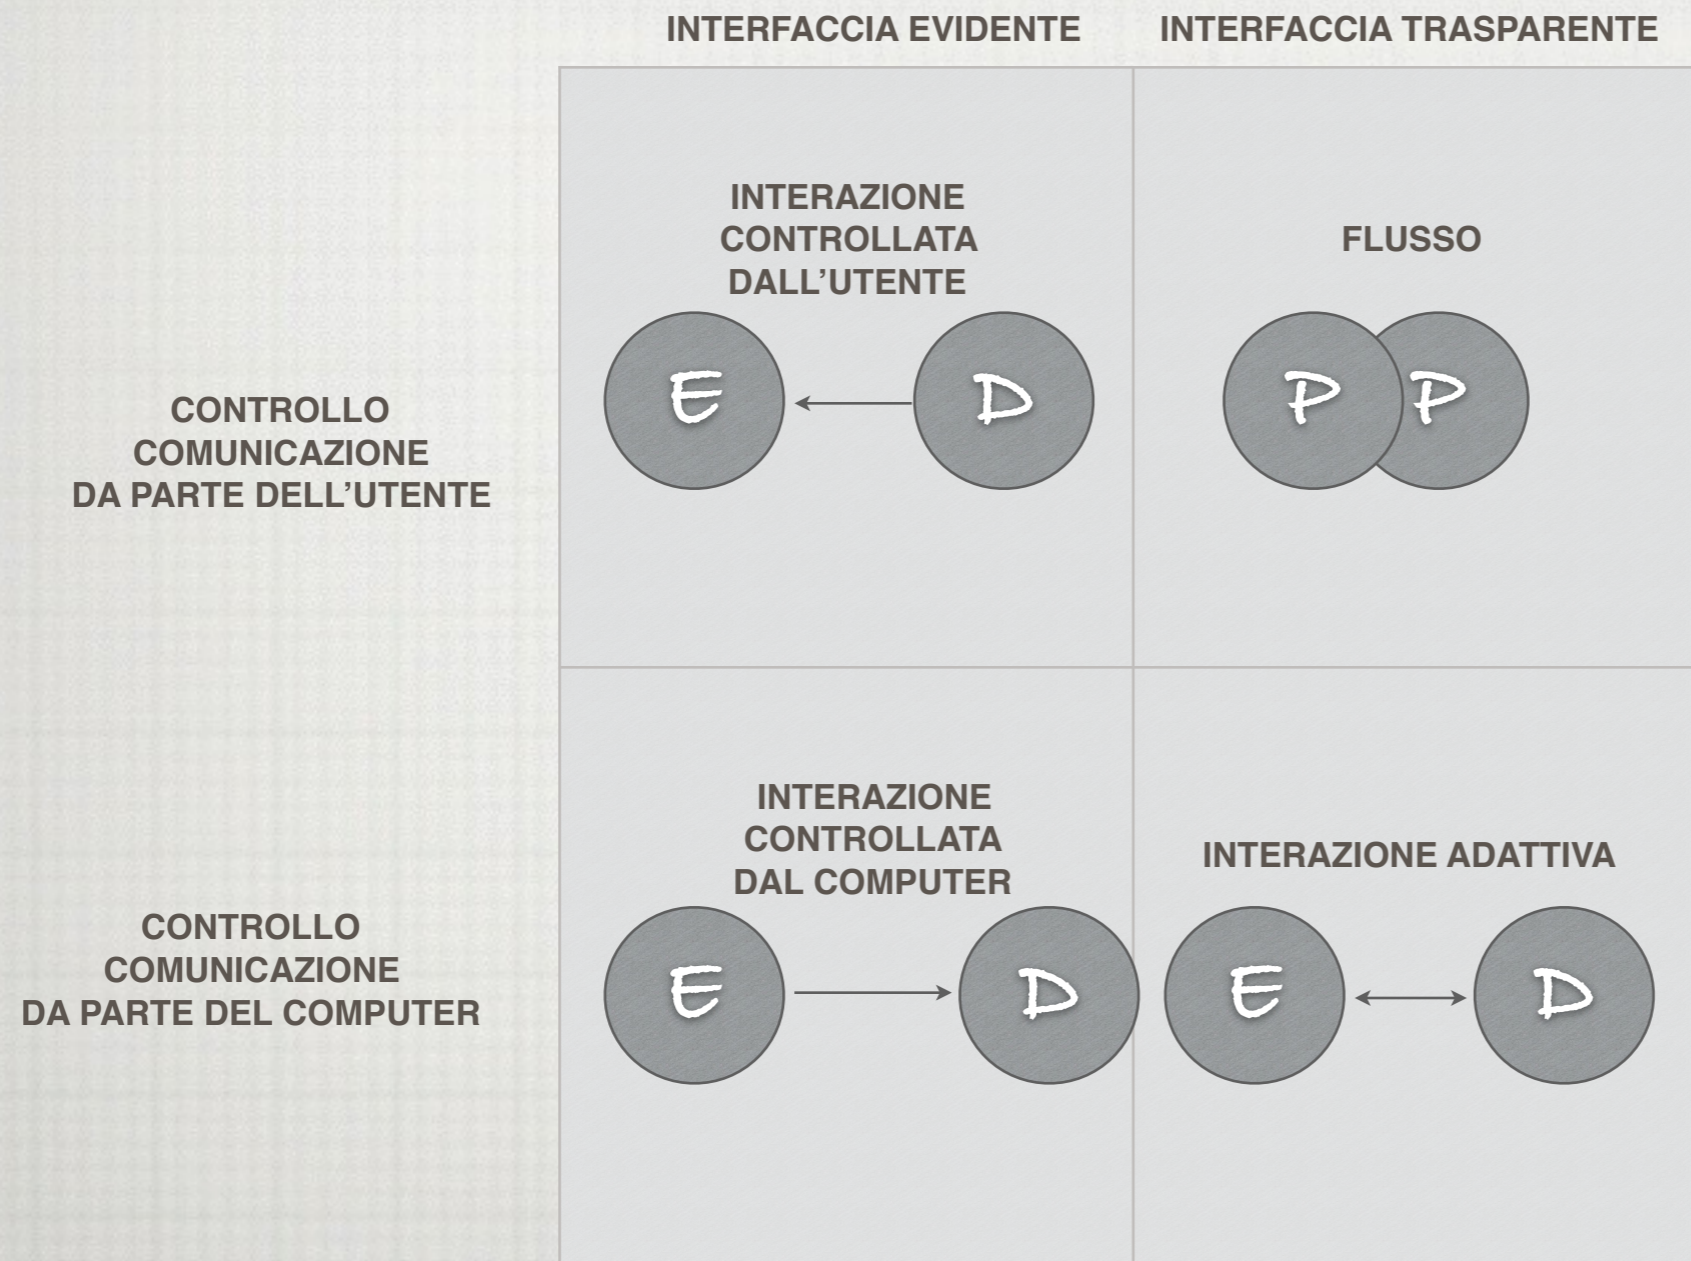 INTERFACCIA EVIDENTE
INTERFACCIA TRASPARENTE
CONTROLLO
COMUNICAZIONE
DA PARTE DELL’UTENTE
INTERAZIONE
CONTROLLATA
DALL’UTENTE
E
D
FLUSSO
P
P
CONTROLLO
COMUNICAZIONE
DA PARTE DEL COMPUTER
INTERAZIONE
CONTROLLATA
DAL COMPUTER
E
D
INTERAZIONE ADATTIVA
E
D